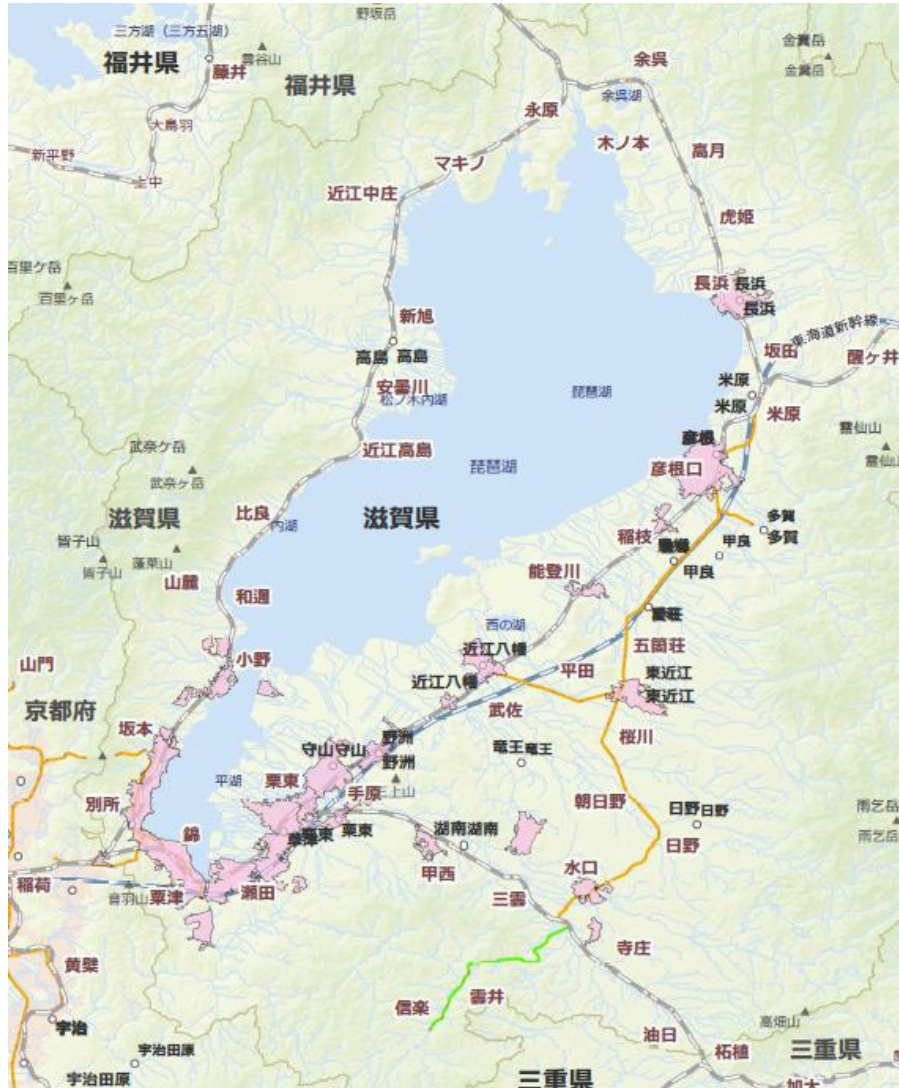 野坂岳
三方湖（三方五湖）
福井県
雲谷山
藤井
福井県
金糞岳
金糞岳
余呉
余呉湖
大鳥羽
新平野
上中
永原
木ノ本
高月
マキノ
近江中庄
虎姫
百里ケ岳
百里ヶ岳
長浜
長浜
長浜
新旭
高島
高島
東海道新幹線
坂田
醒ケ井
安曇川
松ノ木内湖
琵琶湖
米原
米原
米原
霊仙山
霊仙山
武奈ケ岳
武奈ヶ岳
近江高島
琵琶湖
彦根
彦根口
滋賀県
比良
内湖
滋賀県
稲枝
多賀
多賀
甲良
甲良
皆子山
皆子山
蓬莱山
山麓
和邇
能登川
西の湖
五箇荘
山門
小野
近江八幡
近江八幡
平田
東近江
東近江
京都府
坂本
武佐
桜川
野洲
野洲
守山
守山
竜王
竜王
平湖
栗東
手原
三上山
別所
朝日野
日野
日野
日野
雨乞岳
雨乞岳
錦
栗東
湖南
湖南
甲西
水口
稲荷
音羽山
粟津
瀬田
三雲
寺庄
黄檗
信楽
雲井
宇治
高畑山
油日
柘植
三重県
宇治田原
宇治田原
三重県
加太